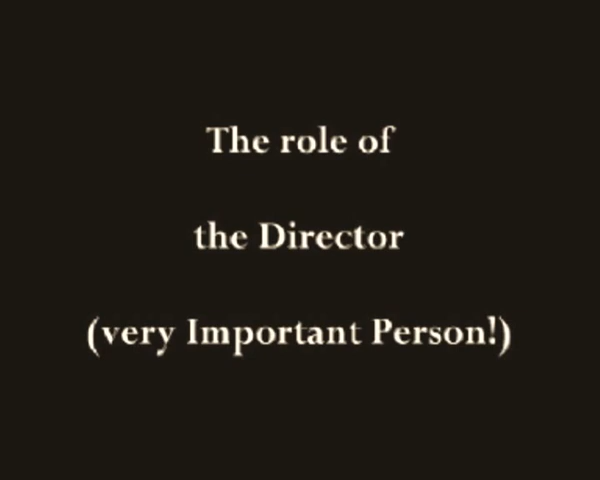 The role of
the Director
(very Important Person!)